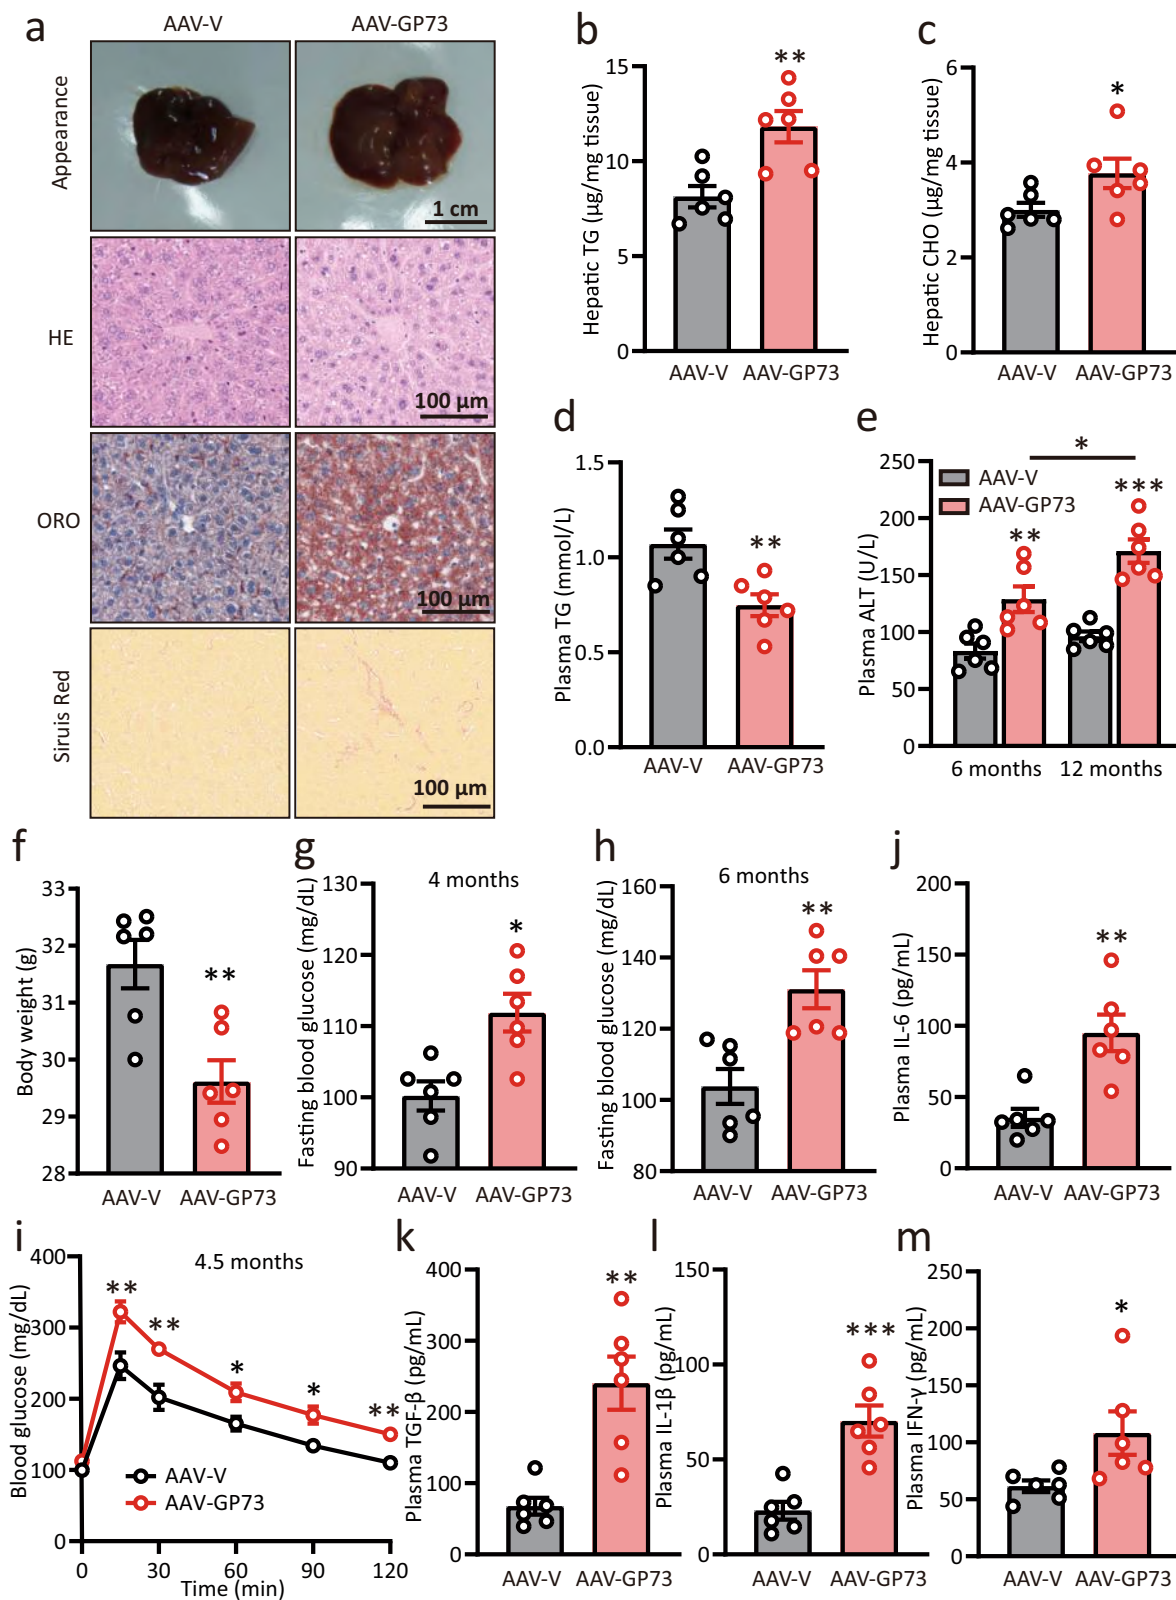 a
AAV-V
AAV-GP73
Appearance
1 cm
HE
100 μm
ORO
100 μm
Siruis Red
100 μm
b
Hepatic TG (μg/mg tissue)
15
10
5
0
**
AAV-V
AAV-GP73
c
Hepatic CHO (μg/mg tissue)
6
4
2
0
*
AAV-V
AAV-GP73
d
Plasma TG (mmol/L)
1.5
1.0
0.5
0.0
**
AAV-V
AAV-GP73
e
Plasma ALT (U/L)
250
200
150
100
50
0
*
AAV-V
AAV-GP73
**
***
6 months
12 months
f
Body weight (g)
33
32
31
30
29
28
**
AAV-V
AAV-GP73
g
4 months
Fasting blood glucose (mg/dL)
130
120
110
100
90
*
AAV-V
AAV-GP73
h
6 months
Fasting blood glucose (mg/dL)
160
140
120
100
80
**
AAV-V
AAV-GP73
j
Plasma IL-6 (pg/mL)
200
150
100
50
0
**
AAV-V
AAV-GP73
i
4.5 months
Blood glucose (mg/dL)
400
300
200
100
0
**
**
*
*
**
AAV-V
AAV-GP73
0
30
60
90
120
Time (min)
k
Plasma TGF-β (pg/mL)
400
300
200
100
0
**
AAV-V
AAV-GP73
l
Plasma IL-1β (pg/mL)
150
100
50
0
***
AAV-V
AAV-GP73
m
Plasma IFN-γ (pg/mL)
250
200
150
100
50
0
*
AAV-V
AAV-GP73